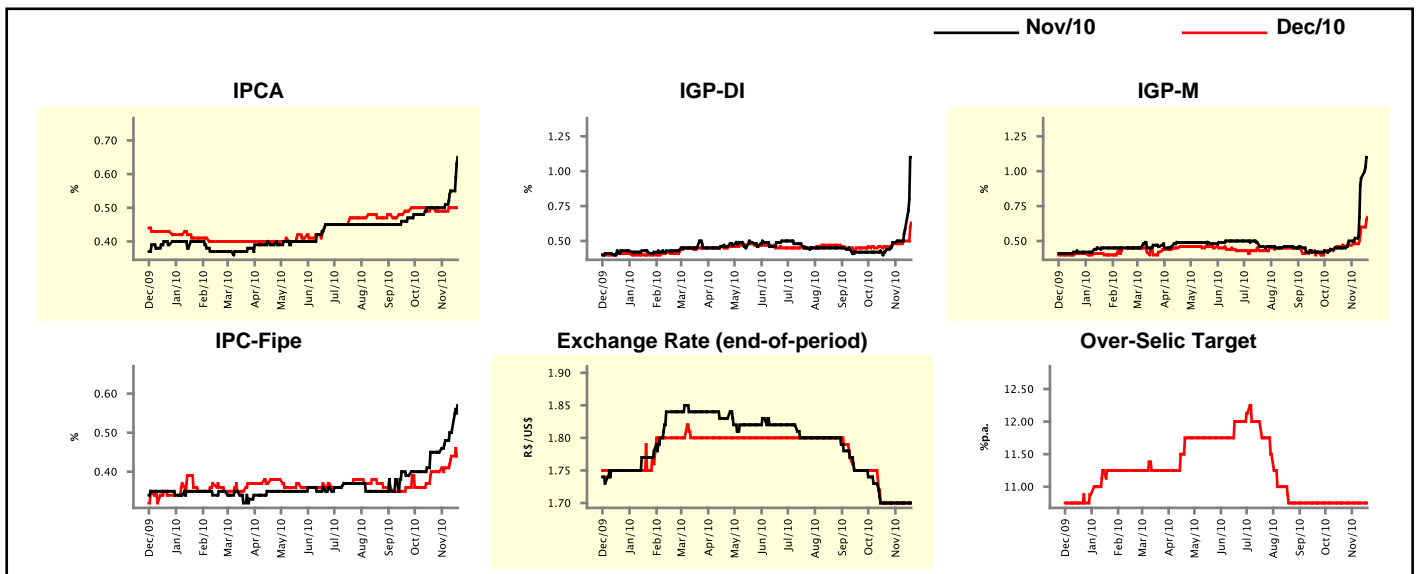 Nov/10 Dec/10
IPCA IGP-DI IGP-M
0.70
0.60
0.50
0.40
%
Dec/09 Jan/10 Feb/10 Mar/10 Apr/10 May/10 Jun/10 Jul/10 Aug/10 Sep/10 Oct/10 Nov/10
1.25
1.00
0.75
0.50
%
Dec/09 Jan/10 Feb/10 Mar/10 Apr/10 May/10 Jun/10 Jul/10 Aug/10 Sep/10 Oct/10 Nov/10
1.25
1.00
0.75
0.50
%
Dec/09 Jan/10 Feb/10 Mar/10 Apr/10 May/10 Jun/10 Jul/10 Aug/10 Sep/10 Oct/10 Nov/10
IPC-Fipe Exchange Rate (end-of-period) Over-Selic Target
0.60
0.50
0.40
%
Dec/09 Jan/10 Feb/10 Mar/10 Apr/10 May/10 Jun/10 Jul/10 Aug/10 Sep/10 Oct/10 Nov/10
1.90
1.85
1.80
1.75
1.70
R$/US$
Dec/09 Jan/10 Feb/10 Mar/10 Apr/10 May/10 Jun/10 Jul/10 Aug/10 Sep/10 Oct/10 Nov/10
12.50
12.00
11.50
11.00
%p.a.
Dec/09 Jan/10 Feb/10 Mar/10 Apr/10 May/10 Jun/10 Jul/10 Aug/10 Sep/10 Oct/10 Nov/10